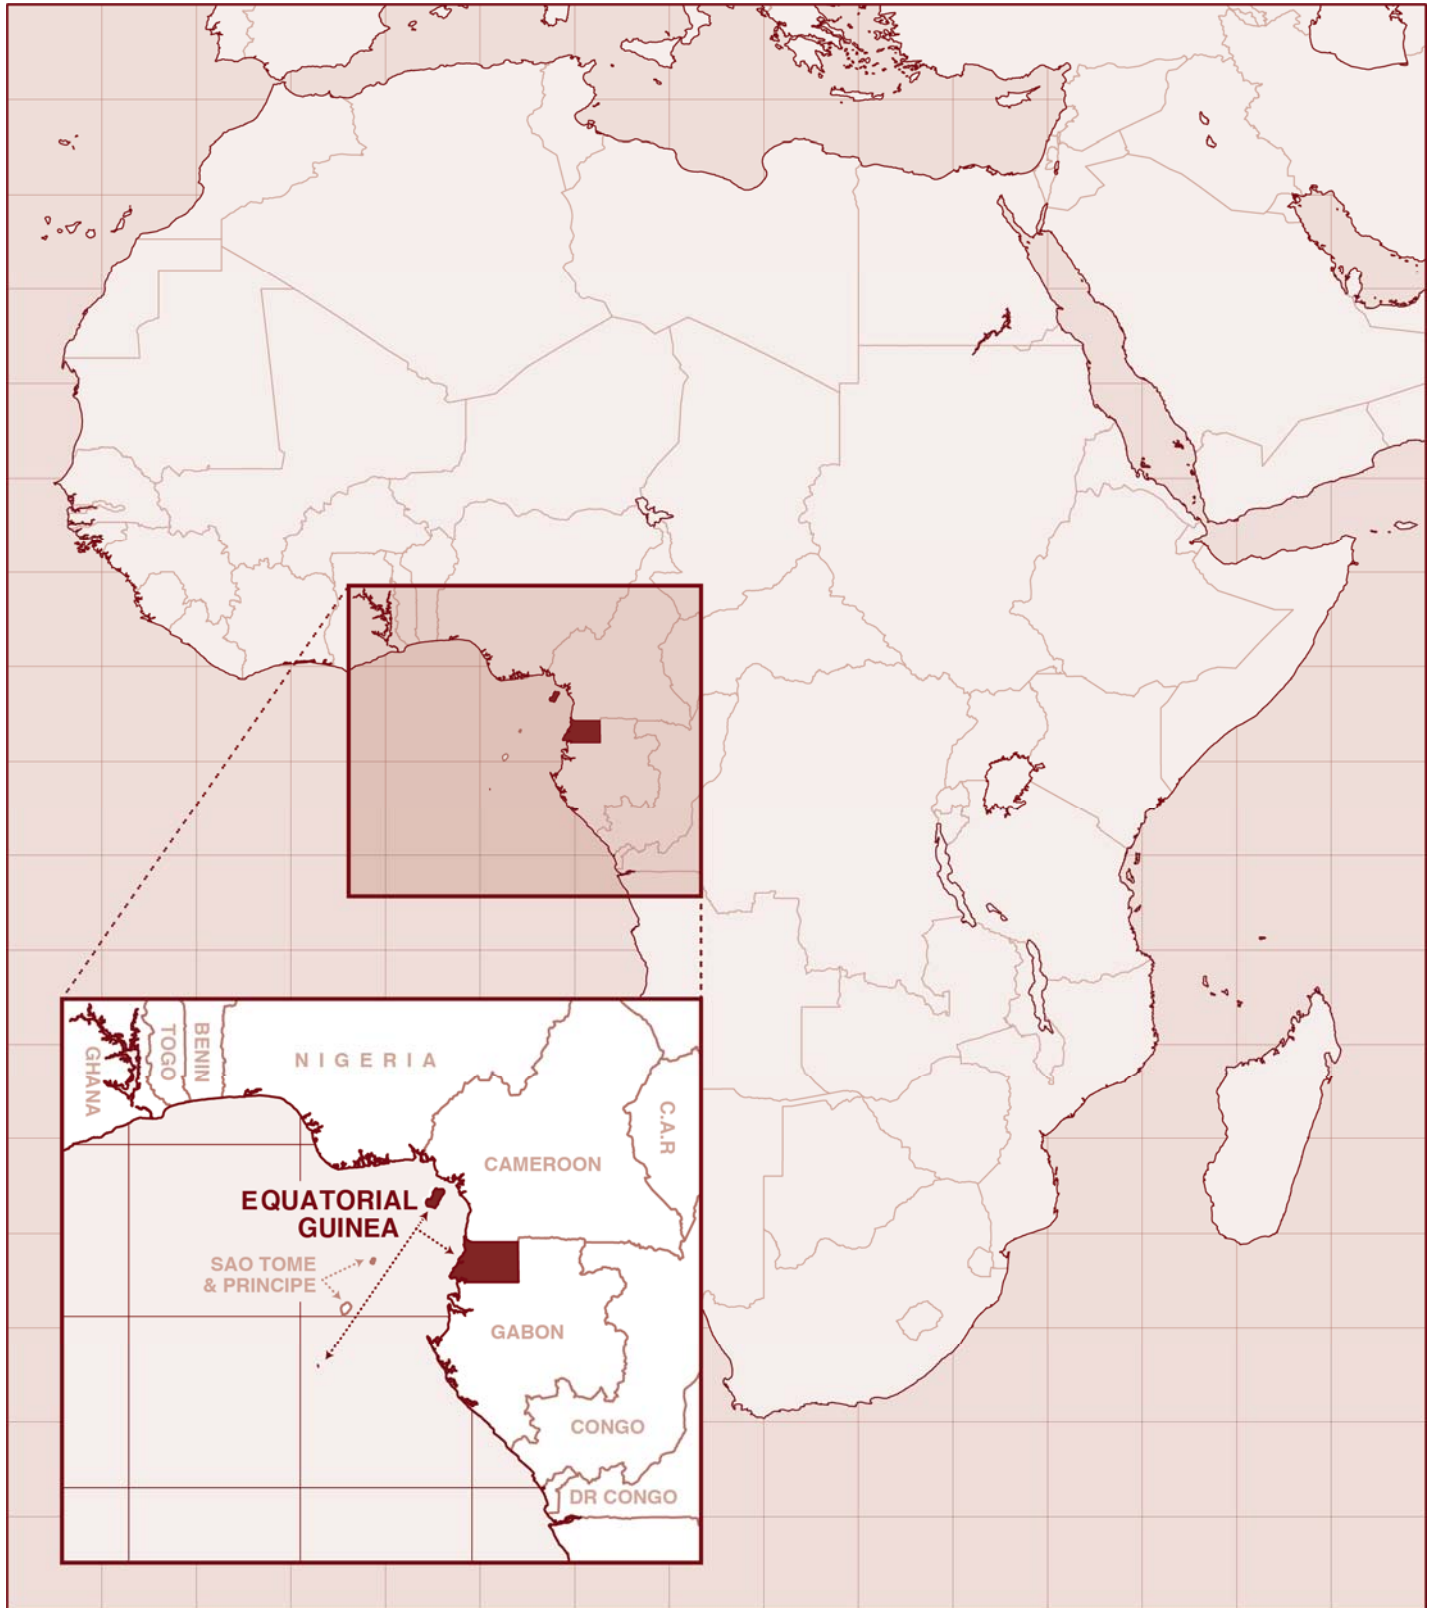 GHANA
TOGO
BENIN
NIGERIA
C.A.R
CAMEROON
EQUATORIAL
GUINEA
SAO TOME
& PRINCIPE
GABON
CONGO
DR CONGO